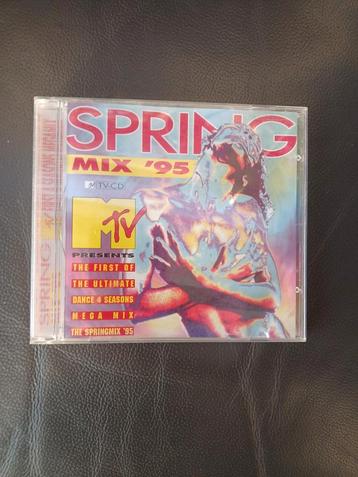 SPRING
MIX '95
MTV TV-CD
MTV
PRESENTS
THE FIRST OF
THE ULTIMATE
DANCE 4 SEASONS
MEGA MIX
THE SPRINGMIX '95
SPRING